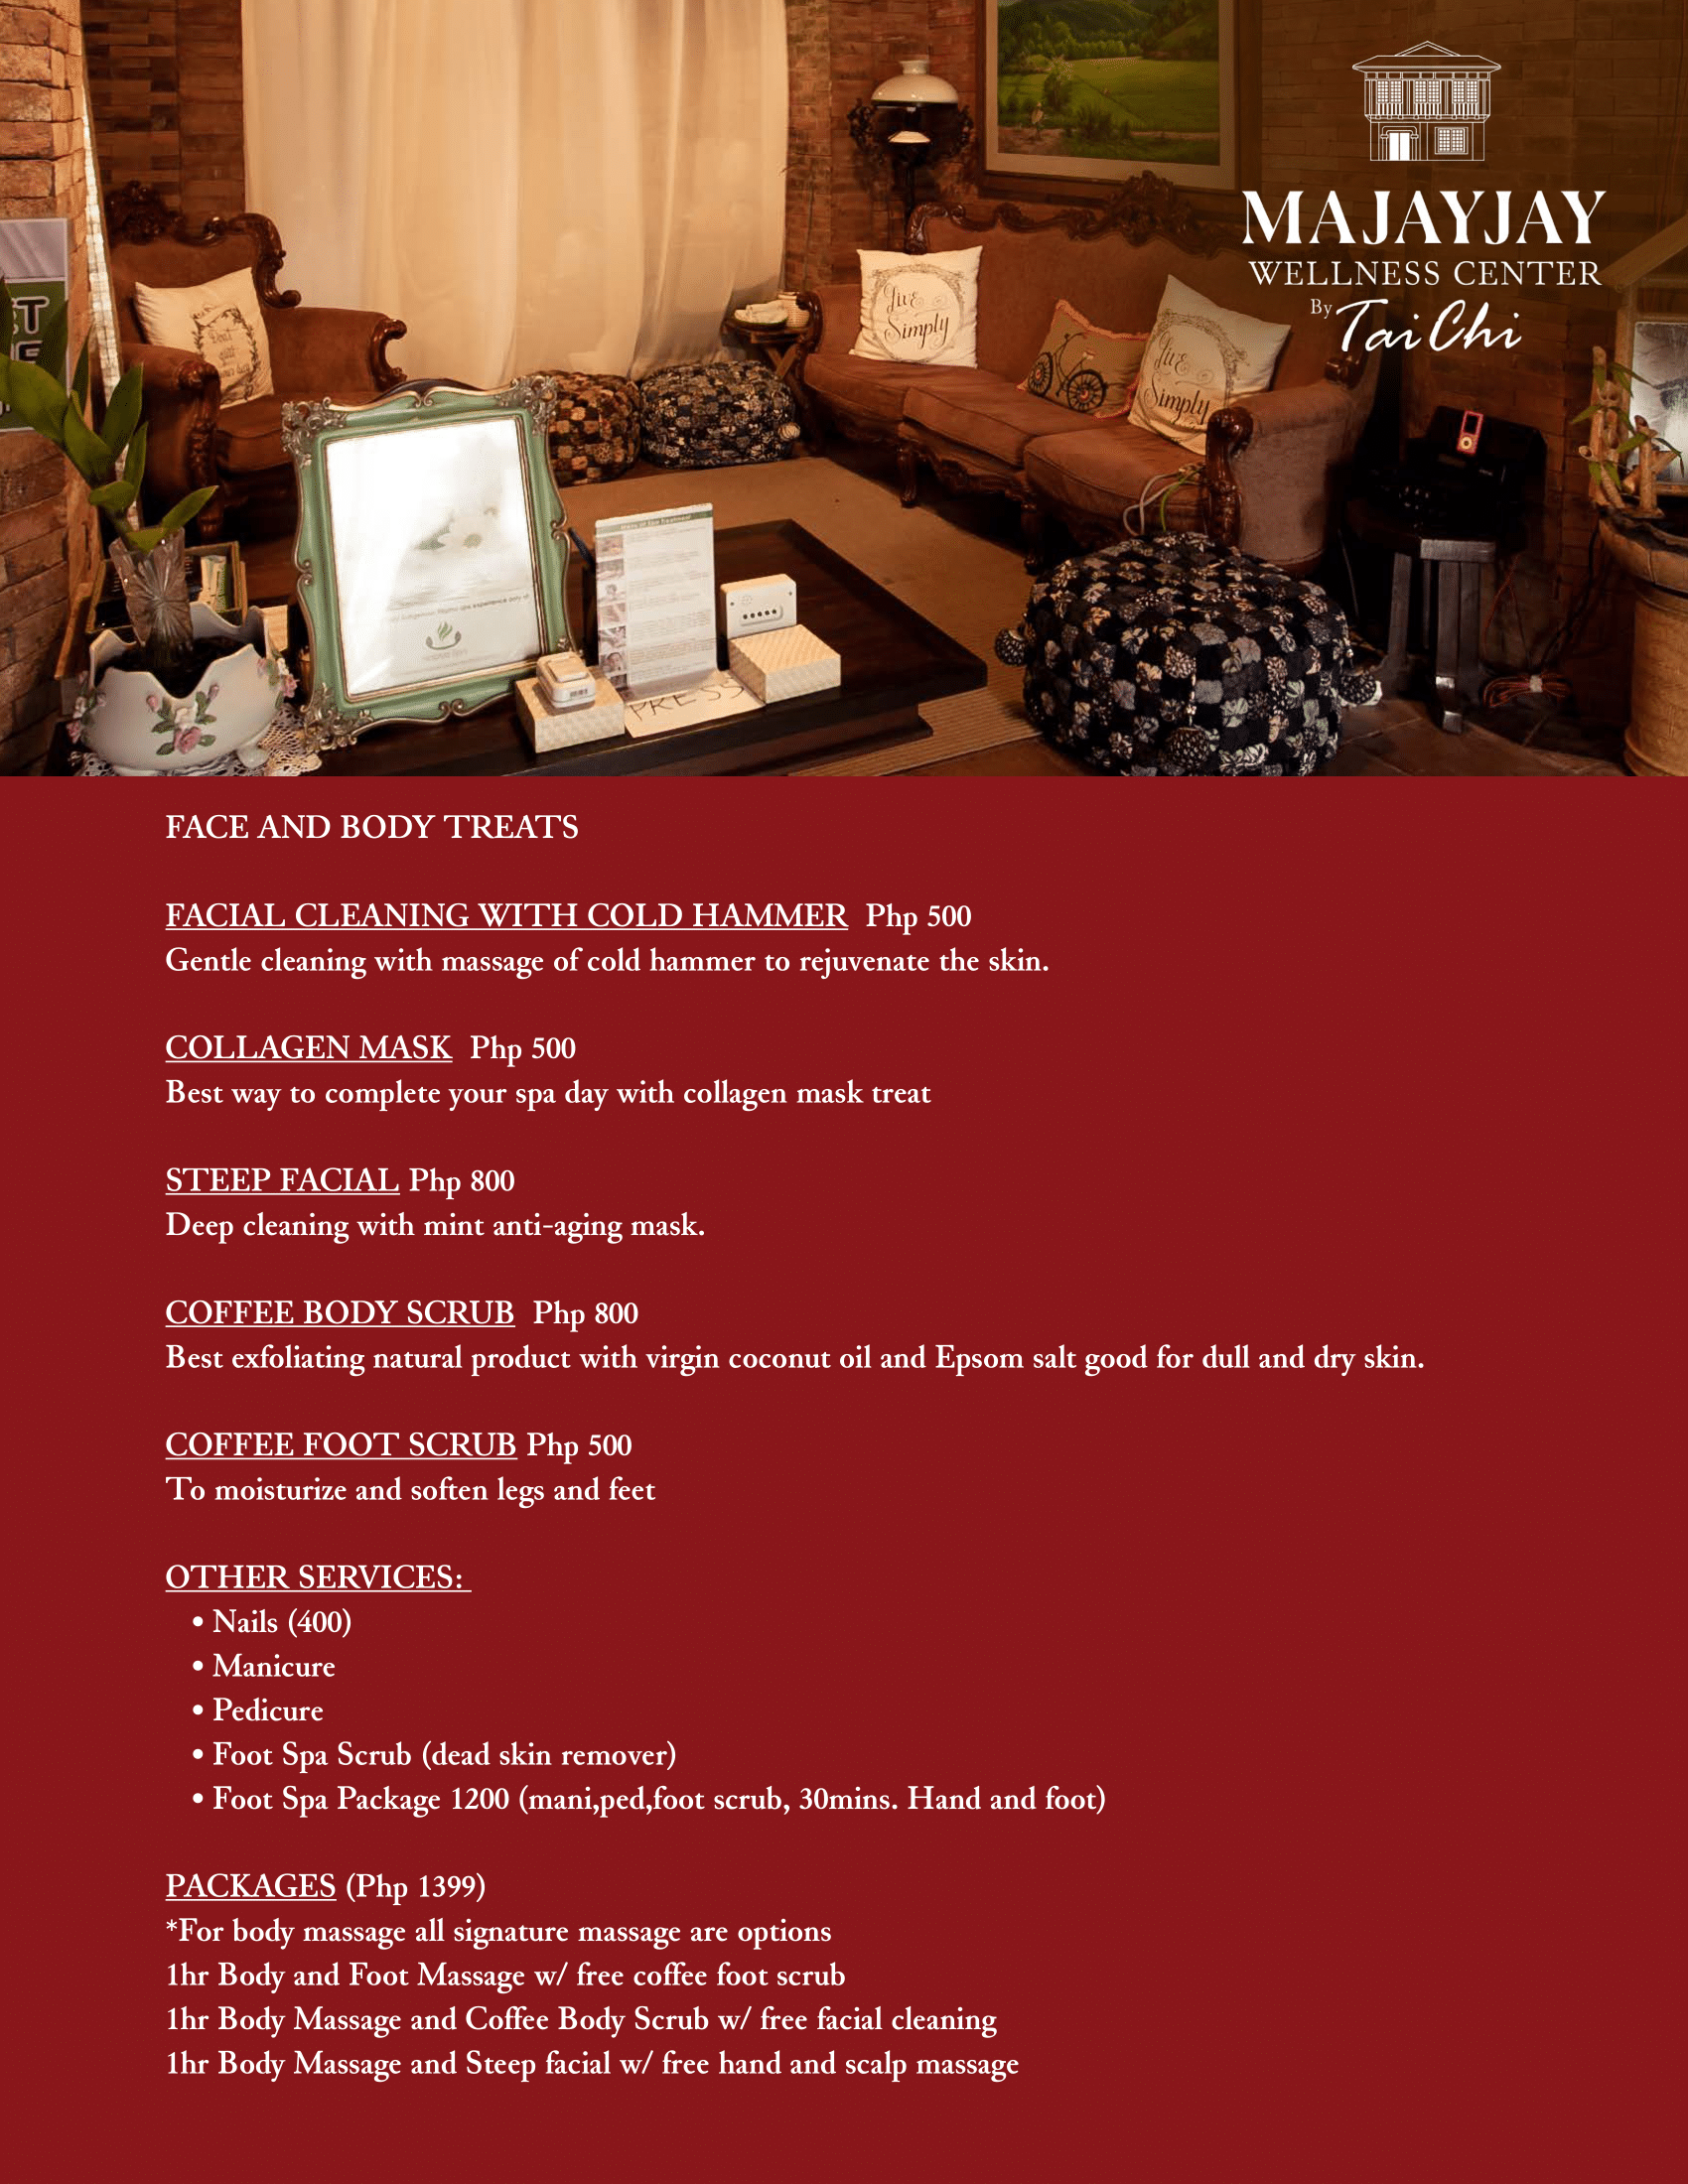 MAJAYJAY
WELLNESS CENTER
By Tai Chi
Live
Simply
Live
Simply
PRESS
FACE AND BODY TREATS
FACIAL CLEANING WITH COLD HAMMER  Php 500
Gentle cleaning with massage of cold hammer to rejuvenate the skin.
COLLAGEN MASK  Php 500
Best way to complete your spa day with collagen mask treat
STEEP FACIAL Php 800
Deep cleaning with mint anti-aging mask.
COFFEE BODY SCRUB  Php 800
Best exfoliating natural product with virgin coconut oil and Epsom salt good for dull and dry skin.
COFFEE FOOT SCRUB Php 500
To moisturize and soften legs and feet
OTHER SERVICES:
• Nails (400)
• Manicure
• Pedicure
• Foot Spa Scrub (dead skin remover)
• Foot Spa Package 1200 (mani,ped,foot scrub, 30mins. Hand and foot)
PACKAGES (Php 1399)
*For body massage all signature massage are options
1hr Body and Foot Massage w/ free coffee foot scrub
1hr Body Massage and Coffee Body Scrub w/ free facial cleaning
1hr Body Massage and Steep facial w/ free hand and scalp massage